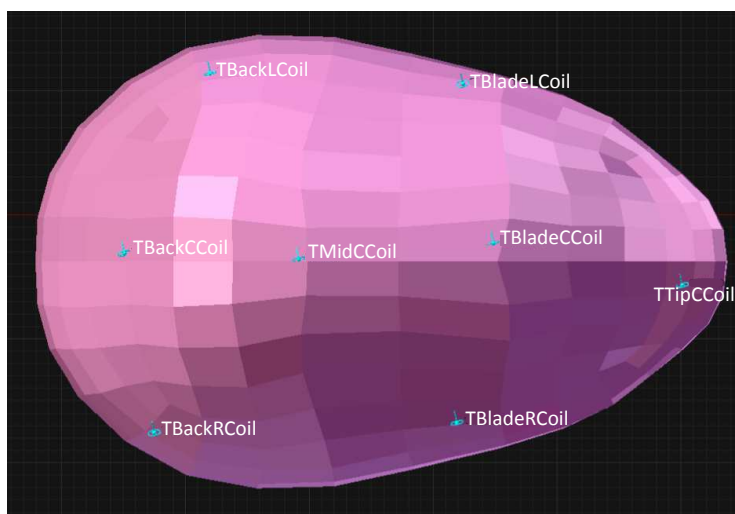 TBackLCoil
TBladeLCoil
TBackCCoil
TMidCCoil
TBladeCCoil
TTipCCoil
TBackRCoil
TBladeRCoil